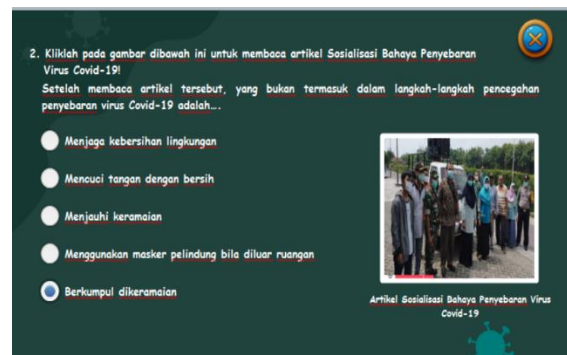 2. Kliklah pada gambar dibawah ini untuk membaca artikel Sosialisasi Bahaya Penyebaran
Virus Covid-19!
Setelah membaca artikel tersebut, yang bukan termasuk dalam langkah-langkah pencegahan
penyebaran virus Covid-19 adalah....
Menjaga kebersihan lingkungan
Mencuci tangan dengan bersih
Menjauhi keramaian
Menggunakan masker pelindung bila diluar ruangan
Berkumpul dikeramaian
Artikel Sosialisasi Bahaya Penyebaran Virus
Covid-19